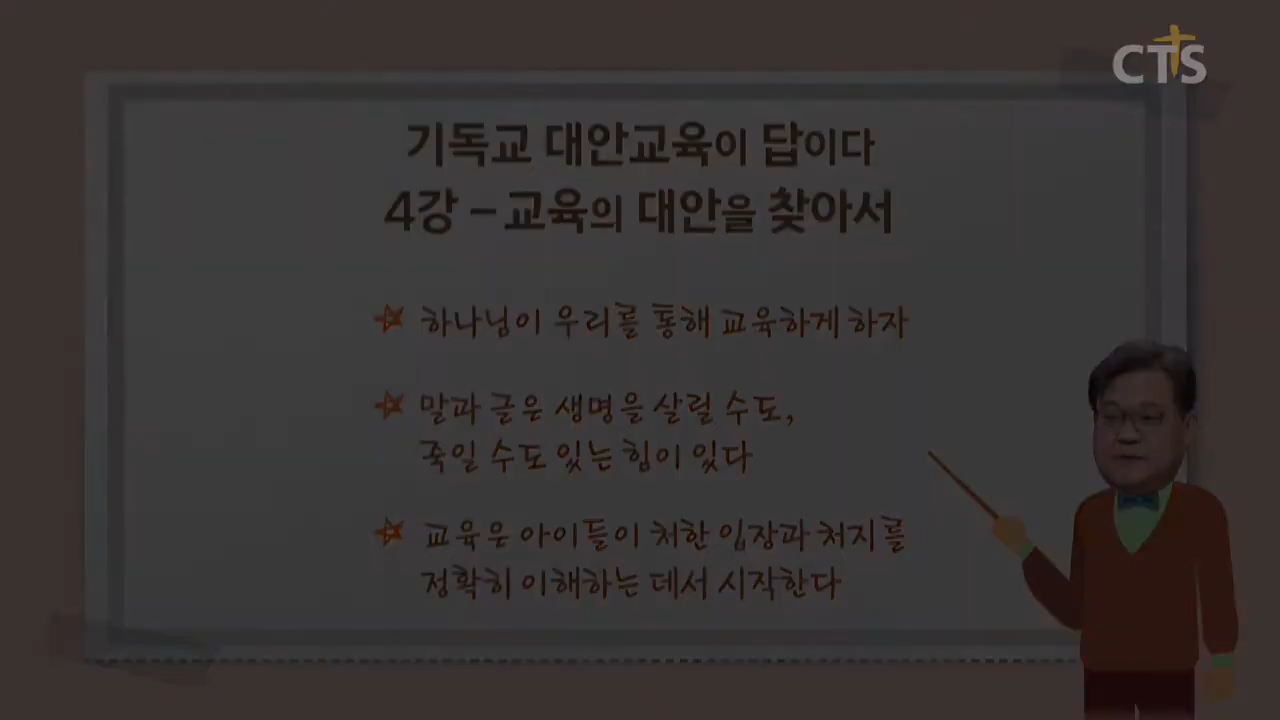 CTS
기독교 대안교육이 답이다
4강 – 교육의 대안을 찾아서
하나님이 우리를 통해 교육하게 하자
말과 글은 생명을 살릴 수도,
죽일 수도 있는 힘이 있다
교육은 아이들이 처한 입장과 처지를
정확히 이해하는 데서 시작한다